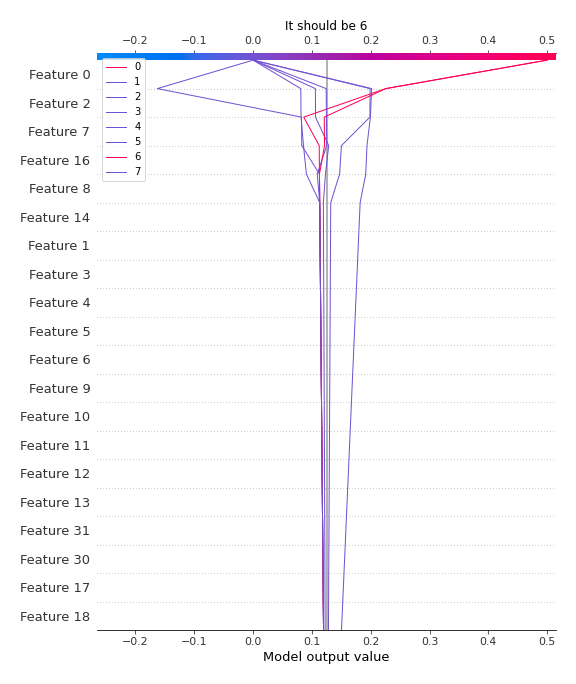 It should be 6
−0.2 −0.1 0.0 0.1 0.2 0.3 0.4 0.5
Feature 0
Feature 2
Feature 7
Feature 16
Feature 8
Feature 14
Feature 1
Feature 3
Feature 4
Feature 5
Feature 6
Feature 9
Feature 10
Feature 11
Feature 12
Feature 13
Feature 31
Feature 30
Feature 17
Feature 18
0
1
2
3
4
5
6
7
−0.2 −0.1 0.0 0.1 0.2 0.3 0.4 0.5
Model output value